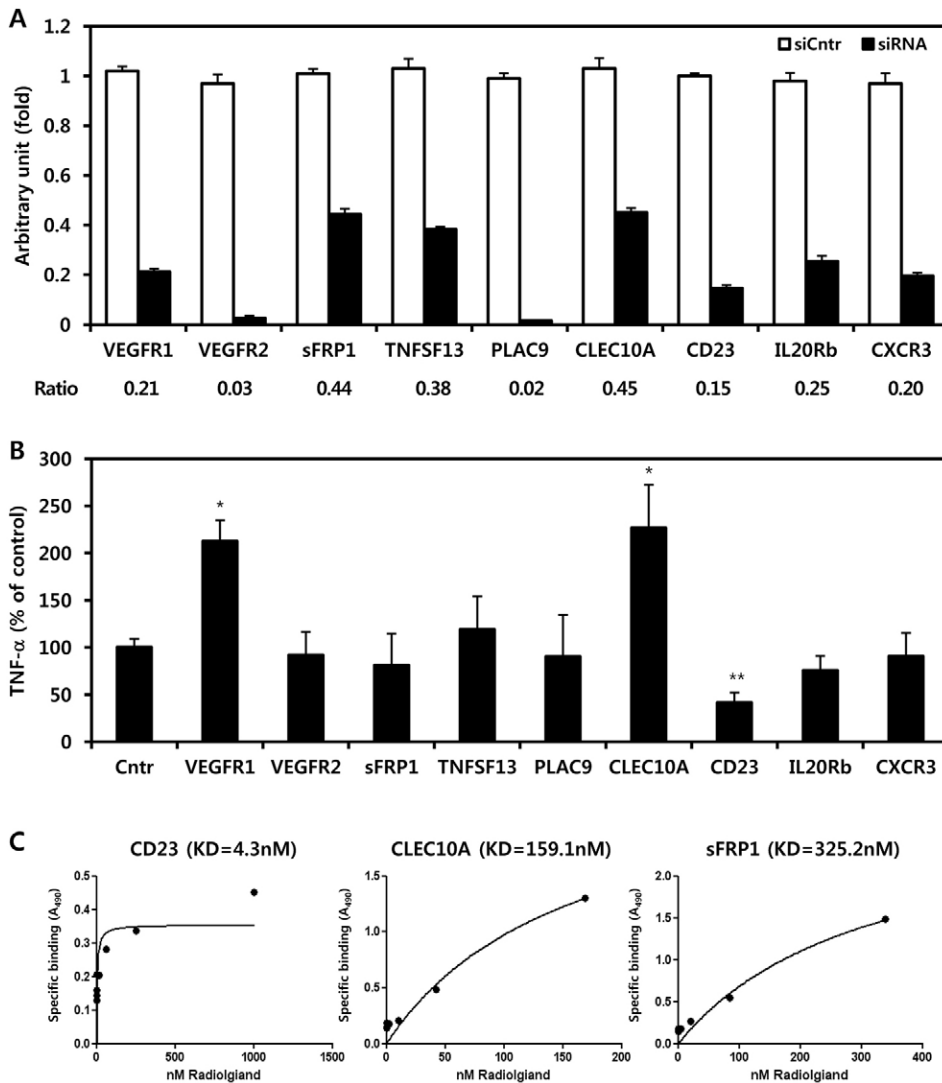 A
1.2
1
0.8
0.6
0.4
0.2
0
Arbitrary unit (fold)
siCntr siRNA
VEGFR1 VEGFR2 sFRP1 TNFSF13 PLAC9 CLEC10A CD23 IL20Rb CXCR3
Ratio 0.21 0.03 0.44 0.38 0.02 0.45 0.15 0.25 0.20
B
300
250
200
150
100
50
0
TNF-α (% of control)
* * **
Cntr VEGFR1 VEGFR2 sFRP1 TNFSF13 PLAC9 CLEC10A CD23 IL20Rb CXCR3
C
CD23 (KD=4.3nM)
0.5
0.4
0.3
0.2
0.1
0.0
Specific binding (A490)
0 500 1000 1500
nM Radiolgiand
CLEC10A (KD=159.1nM)
1.5
1.0
0.5
0.0
Specific binding (A490)
0 50 100 150 200
nM Radiolgiand
sFRP1 (KD=325.2nM)
2.0
1.5
1.0
0.5
0.0
Specific binding (A490)
0 100 200 300 400
nM Radiolgiand